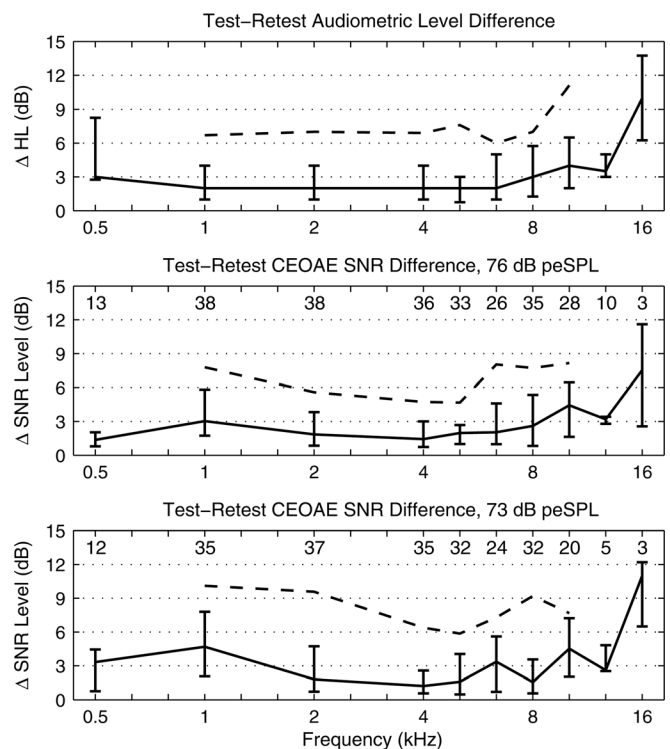 Test−Retest Audiometric Level Difference
15
12
9
6
3
0
Δ HL (dB)
0.5 1 2 4 8 16
Test−Retest CEOAE SNR Difference, 76 dB peSPL
13 38 38 36 33 26 35 28 10 3
15
12
9
6
3
0
Δ SNR Level (dB)
0.5 1 2 4 8 16
Test−Retest CEOAE SNR Difference, 73 dB peSPL
12 35 37 35 32 24 32 20 5 3
15
12
9
6
3
0
Δ SNR Level (dB)
0.5 1 2 4 8 16
Frequency (kHz)